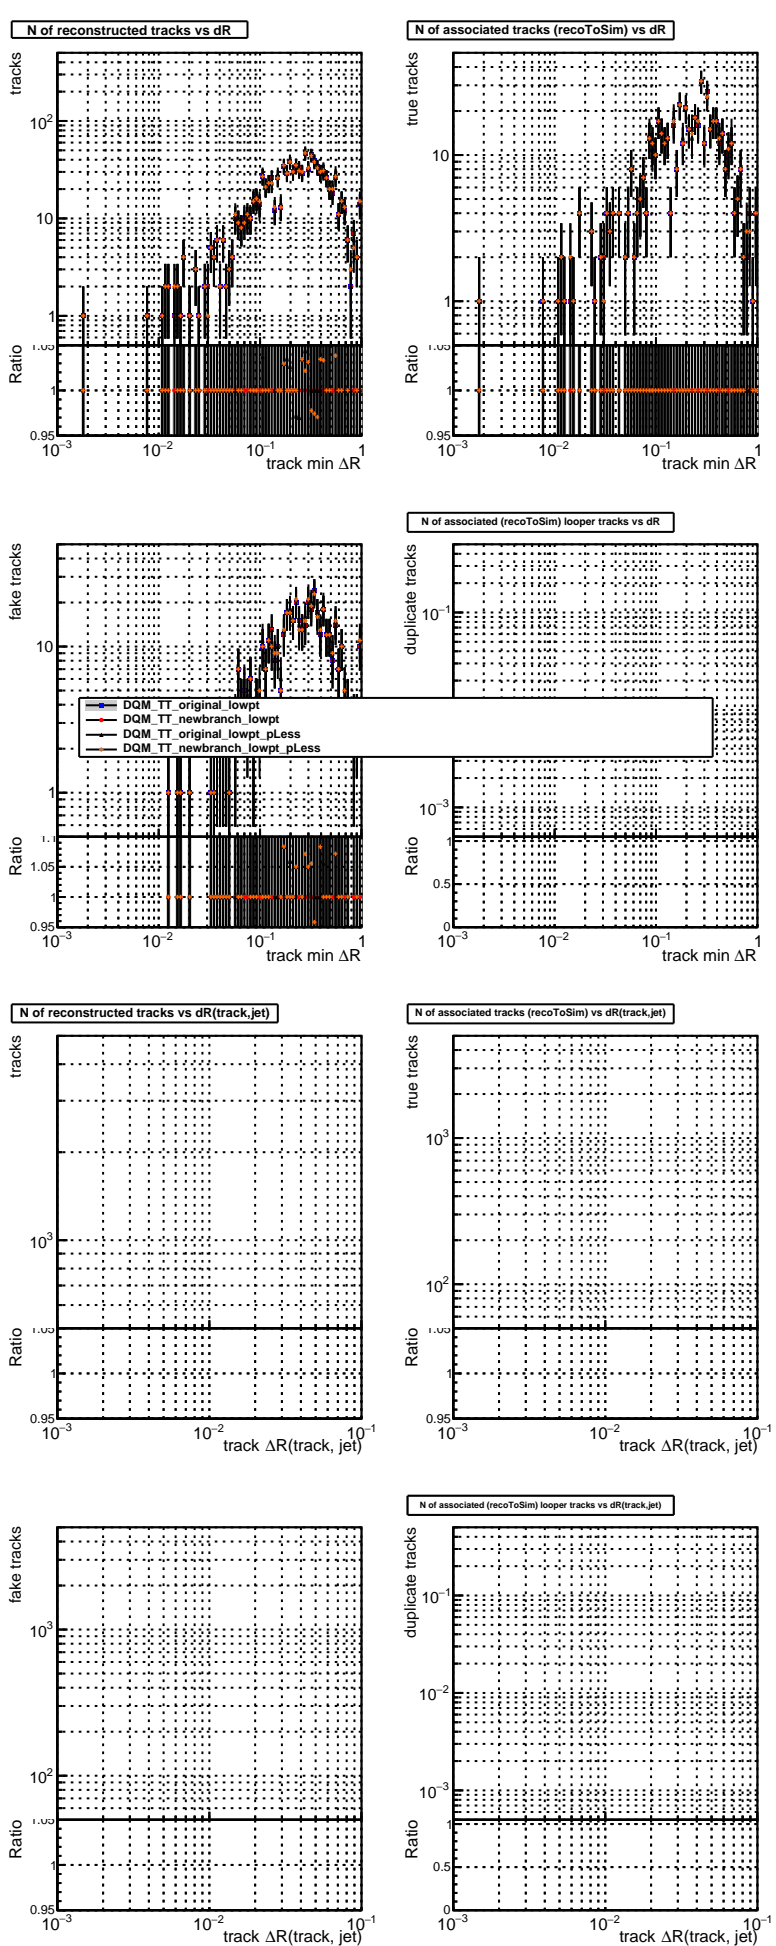 N of reconstructed tracks vs dR
tracks
10²
10
1
1.05
Ratio
1
0.95
10⁻³
10⁻²
10⁻¹
1
track min ΔR
N of associated tracks (recoToSim) vs dR
true tracks
10
1
1.05
Ratio
1
0.95
10⁻³
10⁻²
10⁻¹
1
track min ΔR
fake tracks
10
1
1.1
Ratio
1.05
1
0.95
10⁻³
10⁻²
10⁻¹
1
track min ΔR
N of associated (recoToSim) looper tracks vs dR
duplicate tracks
10⁻¹
10⁻³
Ratio
1
0.5
0
10⁻³
10⁻²
10⁻¹
1
track min ΔR
DQM_TT_original_lowpt
DQM_TT_newbranch_lowpt
DQM_TT_original_lowpt_pLess
DQM_TT_newbranch_lowpt_pLess
N of reconstructed tracks vs dR(track,jet)
tracks
10³
1.05
Ratio
1
0.95
10⁻³
10⁻²
10⁻¹
track ΔR(track, jet)
N of associated tracks (recoToSim) vs dR(track,jet)
true tracks
10³
10²
1.05
Ratio
1
0.95
10⁻³
10⁻²
10⁻¹
track ΔR(track, jet)
fake tracks
10³
10²
1.05
Ratio
1
0.95
10⁻³
10⁻²
10⁻¹
track ΔR(track, jet)
N of associated (recoToSim) looper tracks vs dR(track,jet)
duplicate tracks
10⁻¹
10⁻²
10⁻³
Ratio
1
0.5
0
10⁻³
10⁻²
10⁻¹
track ΔR(track, jet)